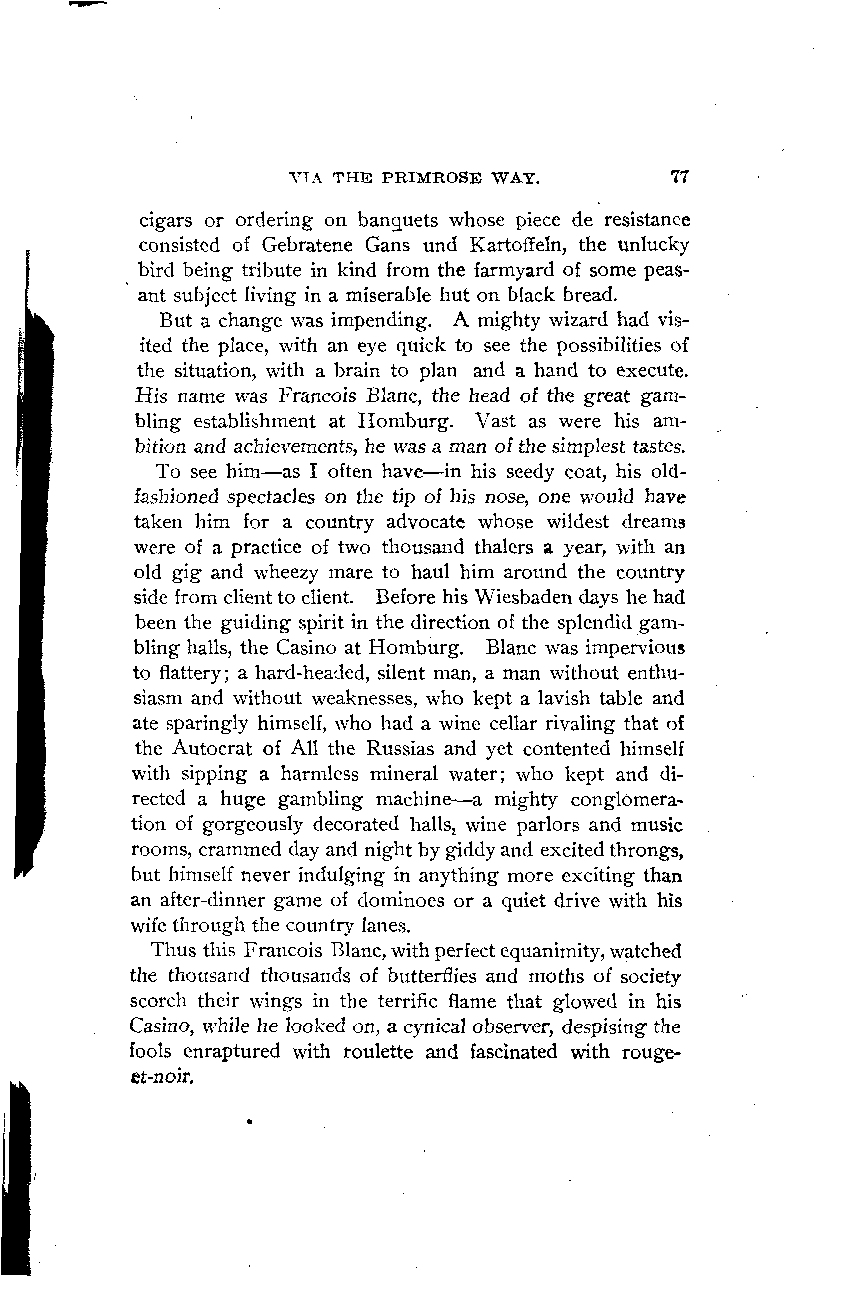 VIA THE PRIMROSE WAY. 77
cigars or ordering on banquets whose piece de resistance
consisted of Gebratene Gans und Kartoffeln, the unlucky
bird being tribute in kind from the farmyard of some peas-
ant subject living in a miserable hut on black bread.
But a change was impending. A mighty wizard had vis-
ited the place, with an eye quick to see the possibilities of
the situation, with a brain to plan and a hand to execute.
His name was Francois Blanc, the head of the great gam-
bling establishment at Homburg. Vast as were his am-
bition and achievements, he was a man of the simplest tastes.
To see him—as I often have—in his seedy coat, his old-
fashioned spectacles on the tip of his nose, one would have
taken him for a country advocate whose wildest dreams
were of a practice of two thousand thalers a year, with an
old gig and wheezy mare to haul him around the country
side from client to client. Before his Wiesbaden days he had
been the guiding spirit in the direction of the splendid gam-
bling halls, the Casino at Homburg. Blanc was impervious
to flattery; a hard-headed, silent man, a man without enthu-
siasm and without weaknesses, who kept a lavish table and
ate sparingly himself, who had a wine cellar rivaling that of
the Autocrat of All the Russias and yet contented himself
with sipping a harmless mineral water; who kept and di-
rected a huge gambling machine—a mighty conglomera-
tion of gorgeously decorated halls, wine parlors and music
rooms, crammed day and night by giddy and excited throngs,
but himself never indulging in anything more exciting than
an after-dinner game of dominoes or a quiet drive with his
wife through the country lanes.
Thus this Francois Blanc, with perfect equanimity, watched
the thousand thousands of butterflies and moths of society
scorch their wings in the terrific flame that glowed in his
Casino, while he looked on, a cynical observer, despising the
fools enraptured with roulette and fascinated with rouge-
et-noir.